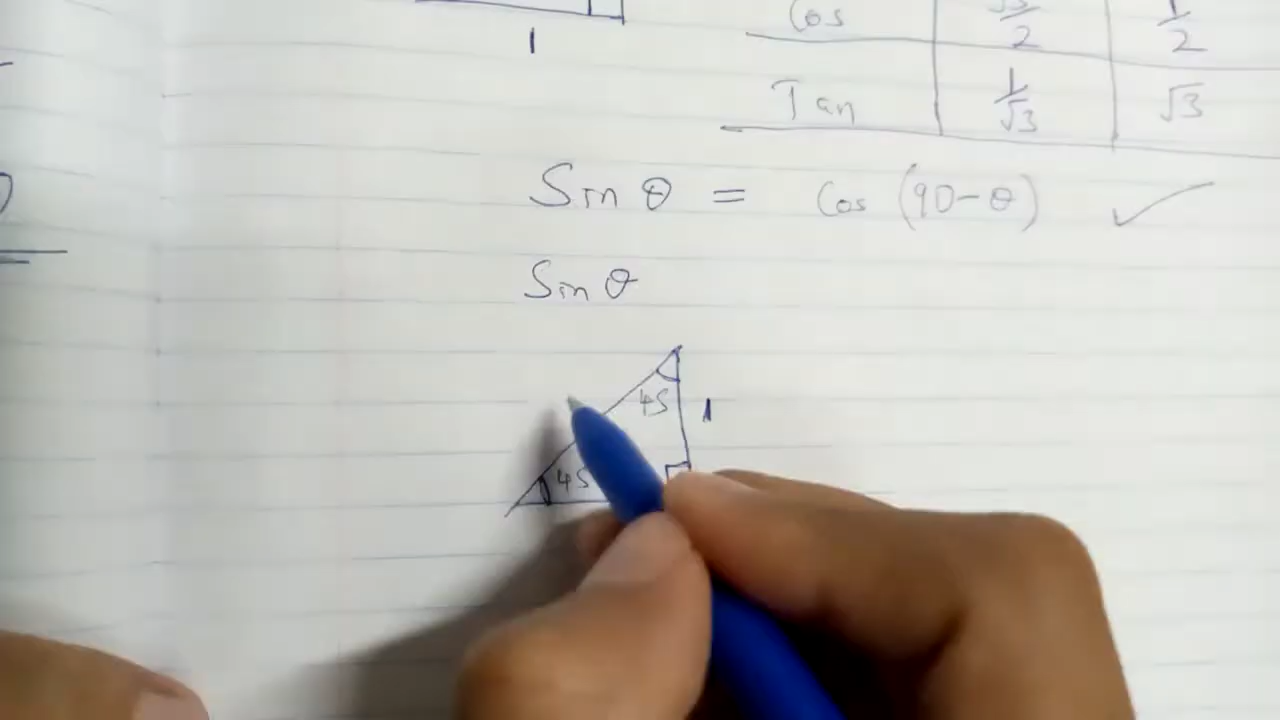 1
Cos √3/2 1/2
Tan 1/√3 √3
Sin θ = Cos (90-θ) ✓
Sin θ
45
1
45